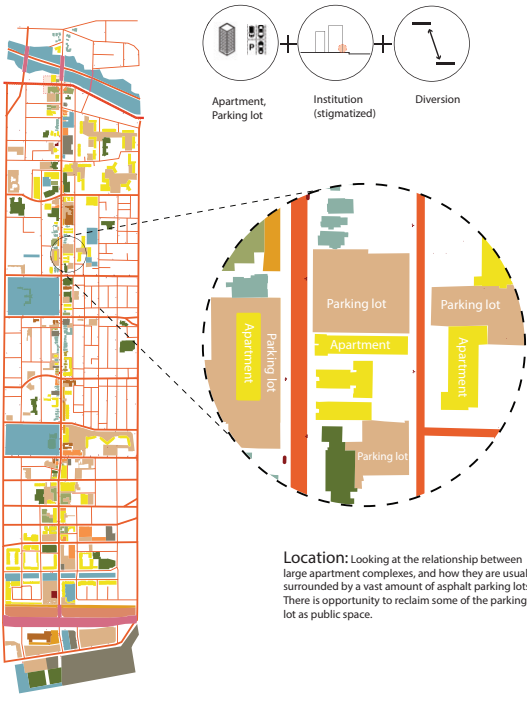 P
Apartment,
Parking lot
Institution
(stigmatized)
Diversion
Parking lot
Parking lot
Apartment
Parking lot
Apartment
Apartment
Parking lot
Location: Looking at the relationship between
large apartment complexes, and how they are usual
surrounded by a vast amount of asphalt parking lots
There is opportunity to reclaim some of the parking
lot as public space.